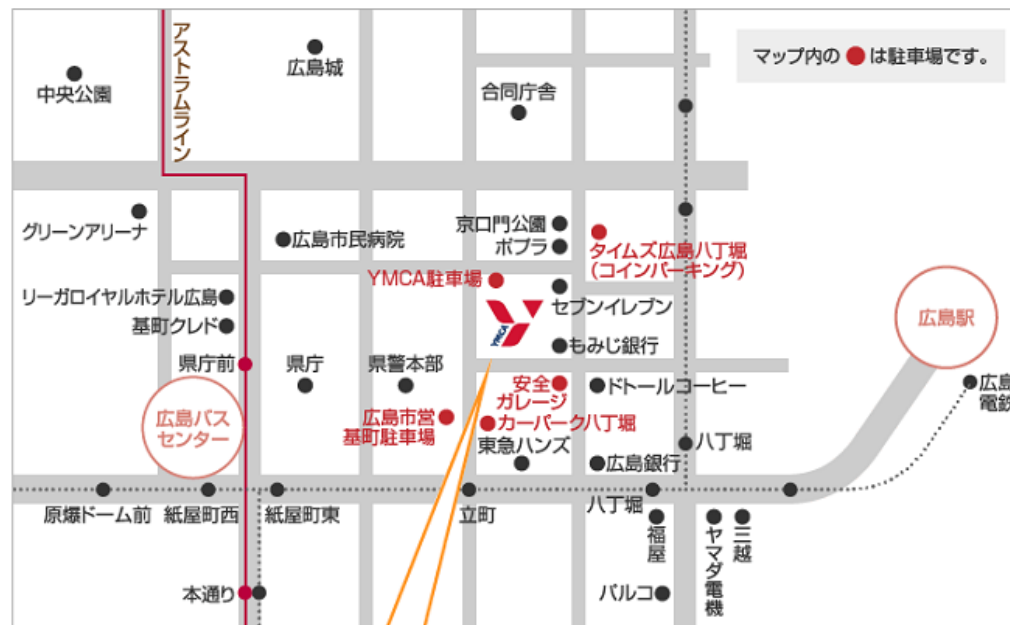 マップ内の ● は駐車場です。
アストラムライン
広島城
中央公園
合同庁舎
グリーンアリーナ
広島市民病院
京口門公園
ポプラ
タイムズ広島八丁堀
（コインパーキング）
YMCA駐車場
リーガロイヤルホテル広島
セブンイレブン
基町クレド
YMCA
もみじ銀行
広島駅
県庁前
県庁
県警本部
安全
ガレージ
ドトールコーヒー
広島
電鉄
広島バス
センター
広島市営
基町駐車場
カーパーク八丁堀
東急ハンズ
広島銀行
八丁堀
原爆ドーム前
紙屋町西
紙屋町東
立町
八丁堀
福屋
ヤマダ電機
三越
本通り
パルコ